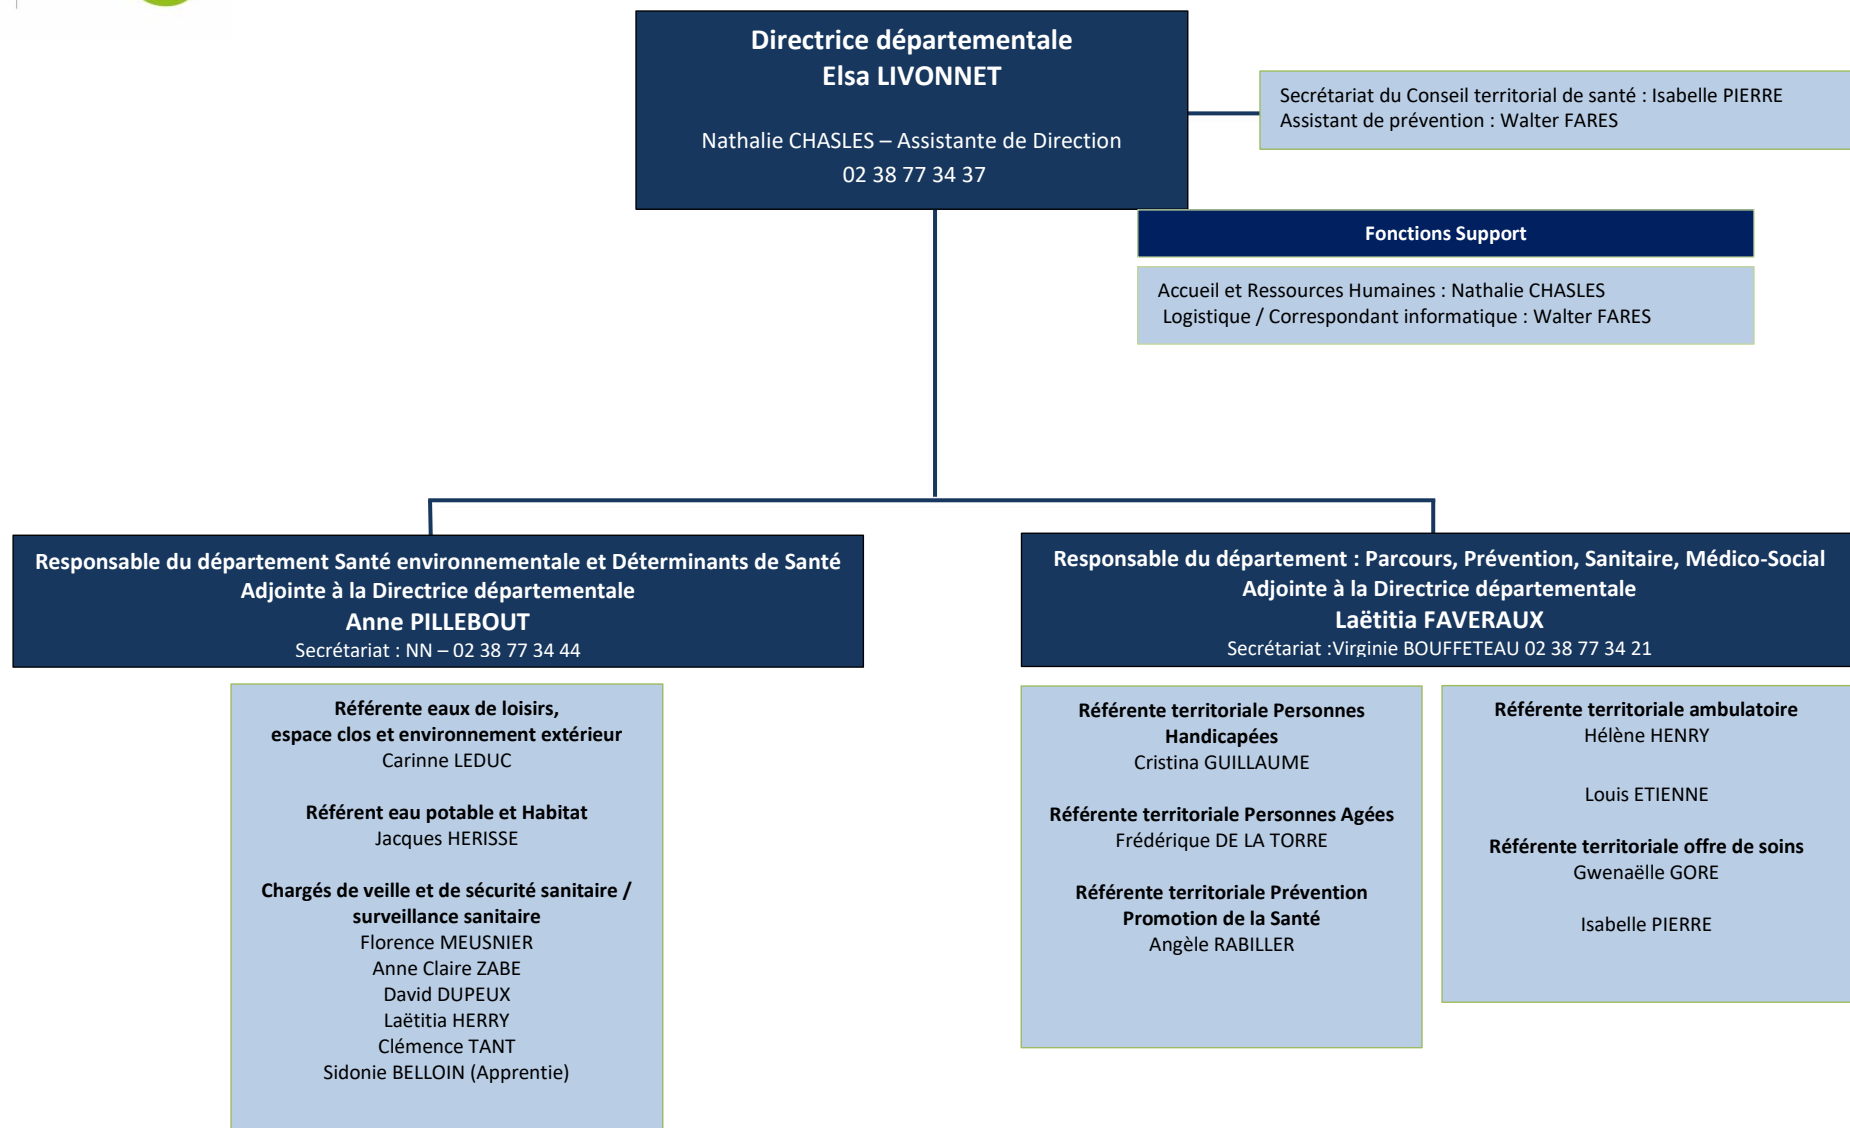 Directrice départementale
Elsa LIVONNET
Nathalie CHASLES – Assistante de Direction
02 38 77 34 37
Secrétariat du Conseil territorial de santé : Isabelle PIERRE
Assistant de prévention : Walter FARES
Fonctions Support
Accueil et Ressources Humaines : Nathalie CHASLES
Logistique / Correspondant informatique : Walter FARES
Responsable du département Santé environnementale et Déterminants de Santé
Adjointe à la Directrice départementale
Anne PILLEBOUT
Secrétariat : NN – 02 38 77 34 44
Référente eaux de loisirs,
espace clos et environnement extérieur
Carinne LEDUC
Référent eau potable et Habitat
Jacques HERISSE
Chargés de veille et de sécurité sanitaire /
surveillance sanitaire
Florence MEUSNIER
Anne Claire ZABE
David DUPEUX
Laëtitia HERRY
Clémence TANT
Sidonie BELLOIN (Apprentie)
Responsable du département : Parcours, Prévention, Sanitaire, Médico-Social
Adjointe à la Directrice départementale
Laëtitia FAVERAUX
Secrétariat :Virginie BOUFFETEAU 02 38 77 34 21
Référente territoriale Personnes
Handicapées
Cristina GUILLAUME
Référente territoriale Personnes Agées
Frédérique DE LA TORRE
Référente territoriale Prévention
Promotion de la Santé
Angèle RABILLER
Référente territoriale ambulatoire
Hélène HENRY
Louis ETIENNE
Référente territoriale offre de soins
Gwenaëlle GORE
Isabelle PIERRE